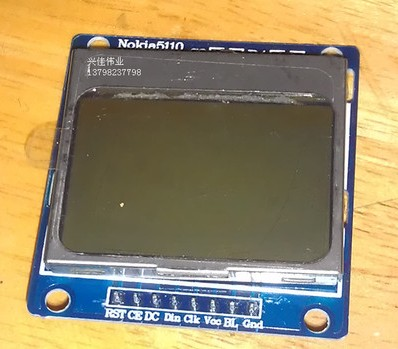 Nokia5110
兴佳伟业
13798237798
RST CE DC Din Clk Vcc BL Gnd